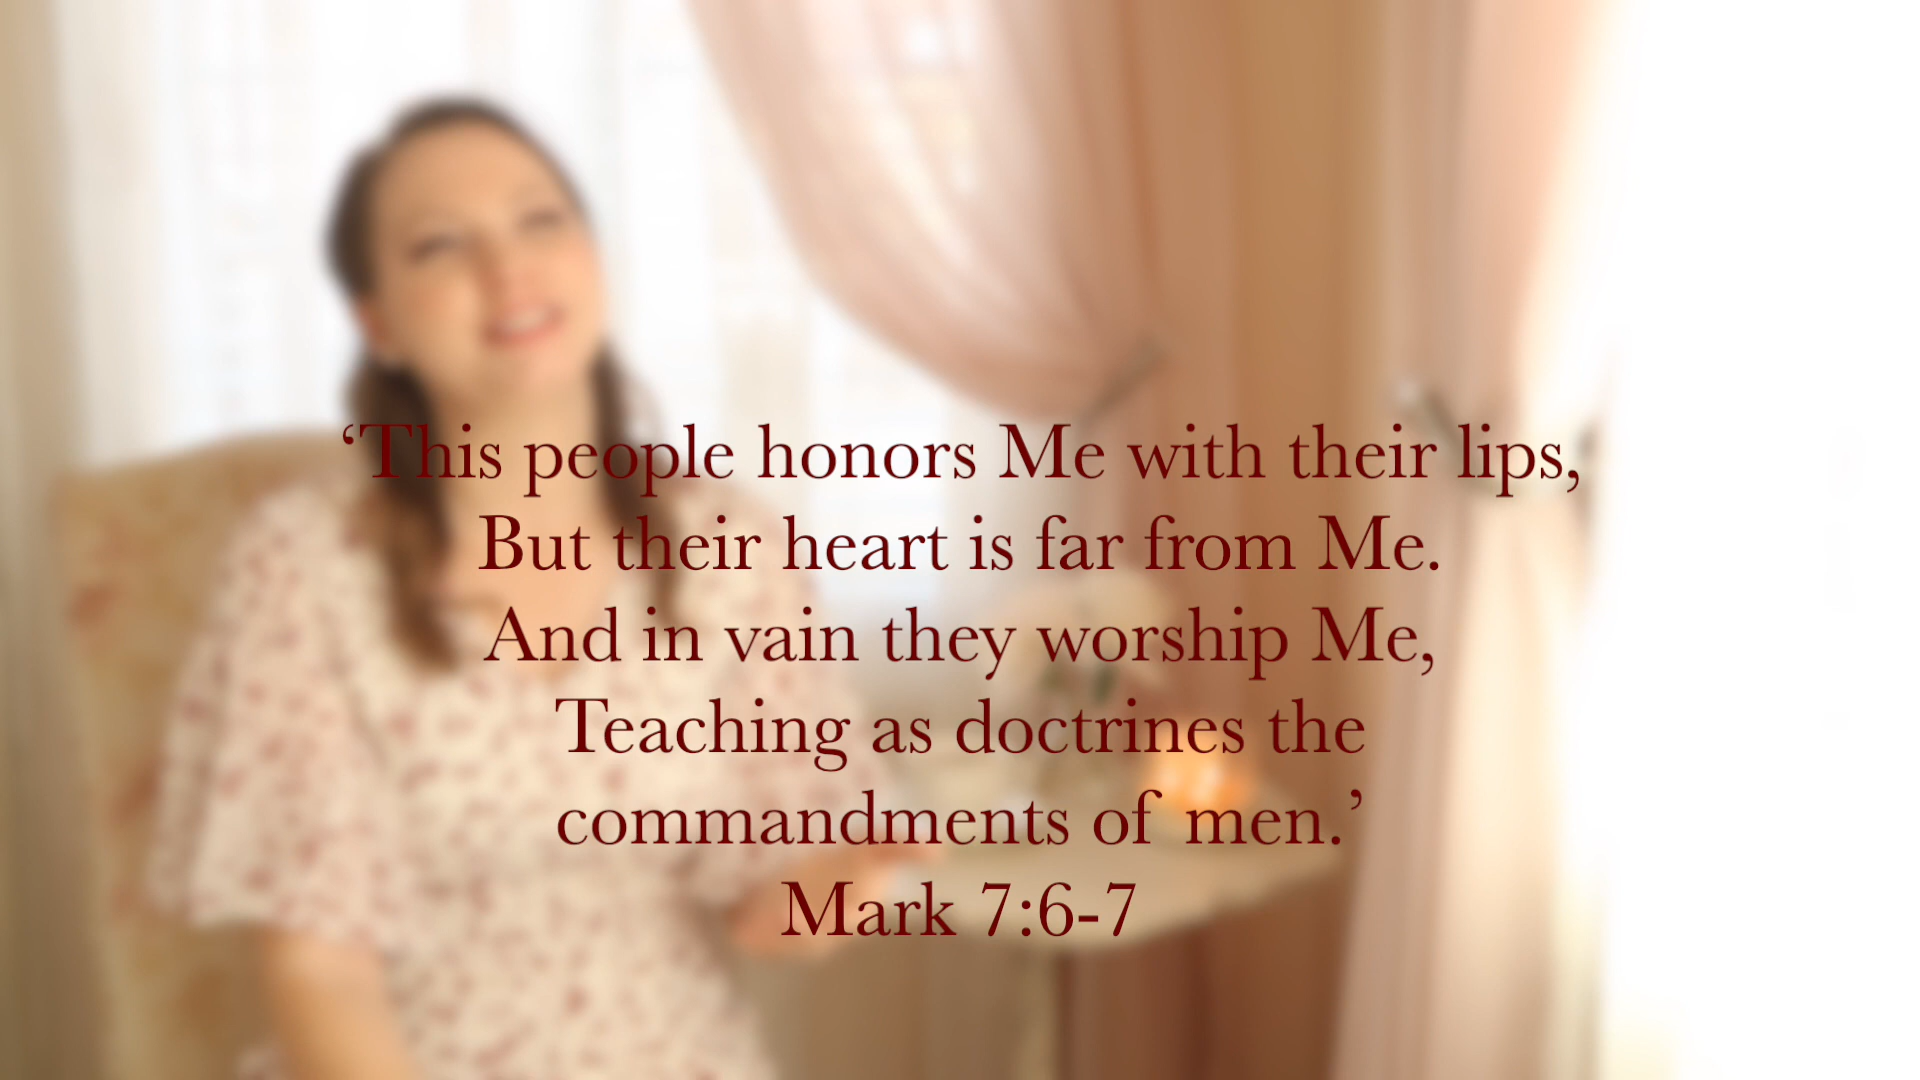 ‘This people honors Me with their lips,
But their heart is far from Me.
And in vain they worship Me,
Teaching as doctrines the
commandments of men.’
Mark 7:6-7